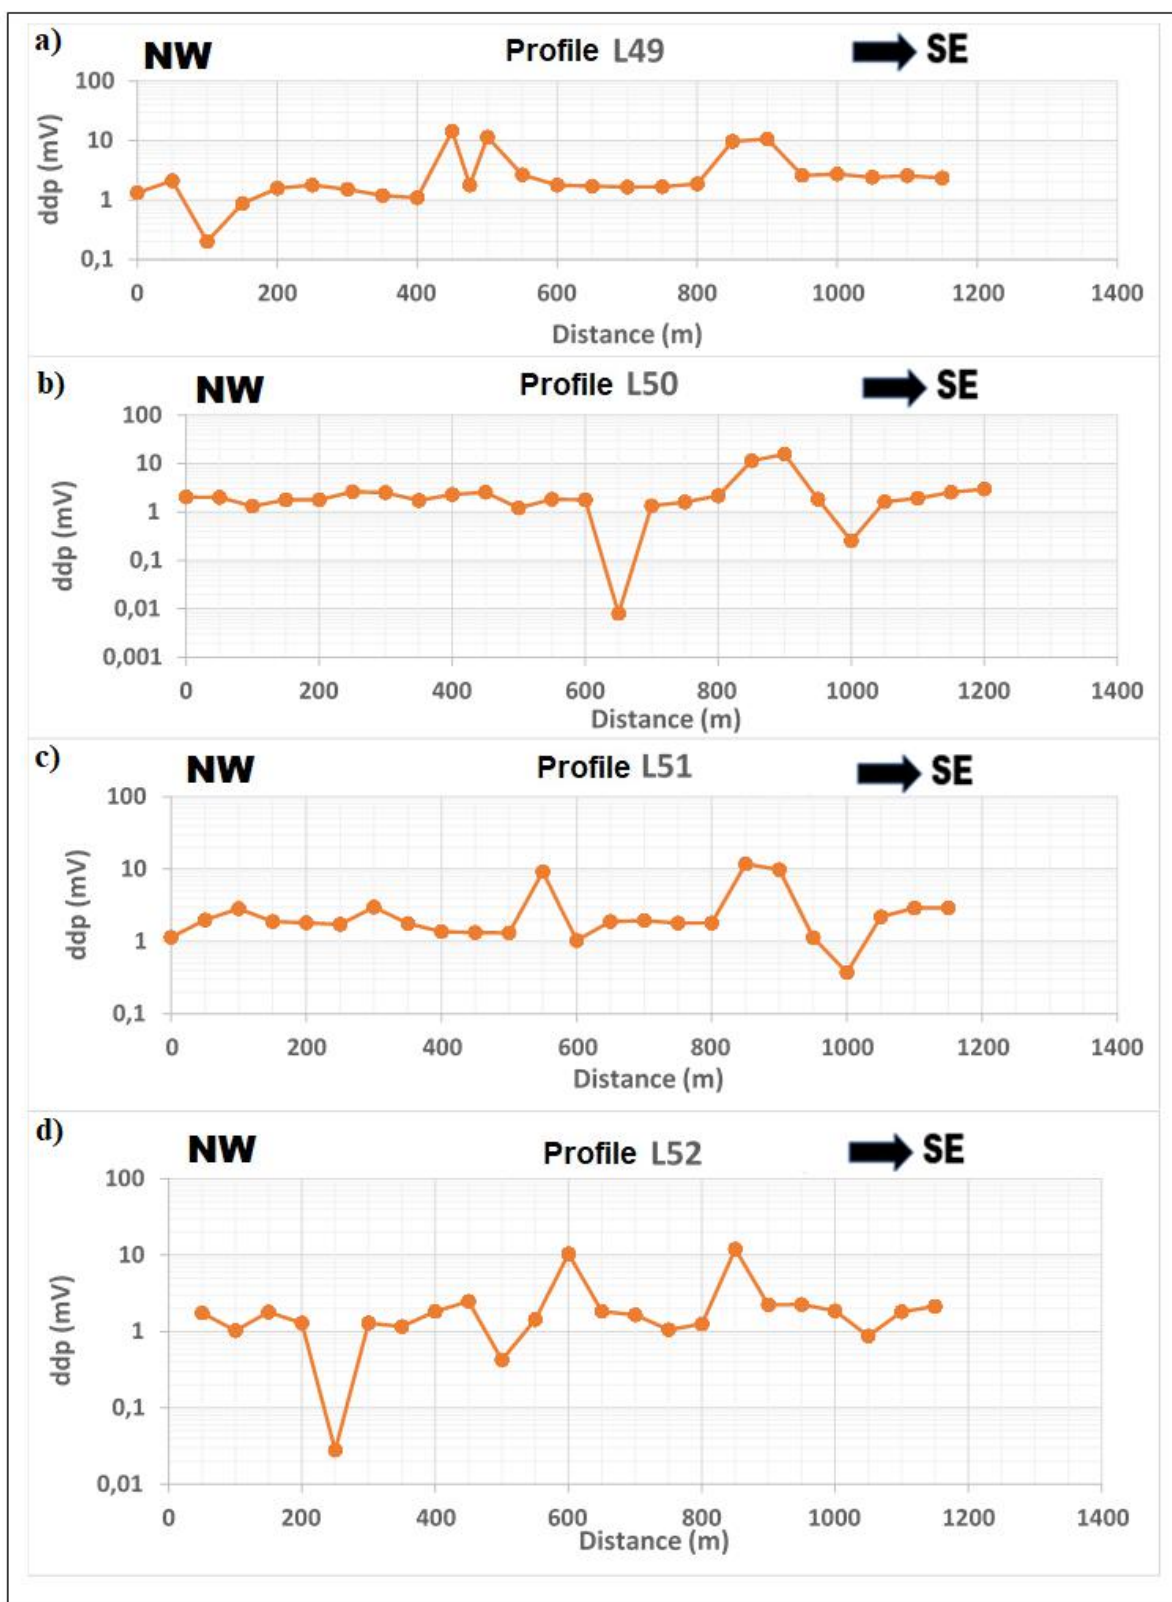 a)
NW Profile L49 SE
100
10
1
0,1
ddp (mV)
0 200 400 600 800 1000 1200 1400
Distance (m)
b)
NW Profile L50 SE
100
10
1
0,1
0,01
0,001
ddp (mV)
0 200 400 600 800 1000 1200 1400
Distance (m)
c)
NW Profile L51 SE
100
10
1
0,1
ddp (mV)
0 200 400 600 800 1000 1200 1400
Distance (m)
d)
NW Profile L52 SE
100
10
1
0,1
0,01
ddp (mV)
0 200 400 600 800 1000 1200 1400
Distance (m)